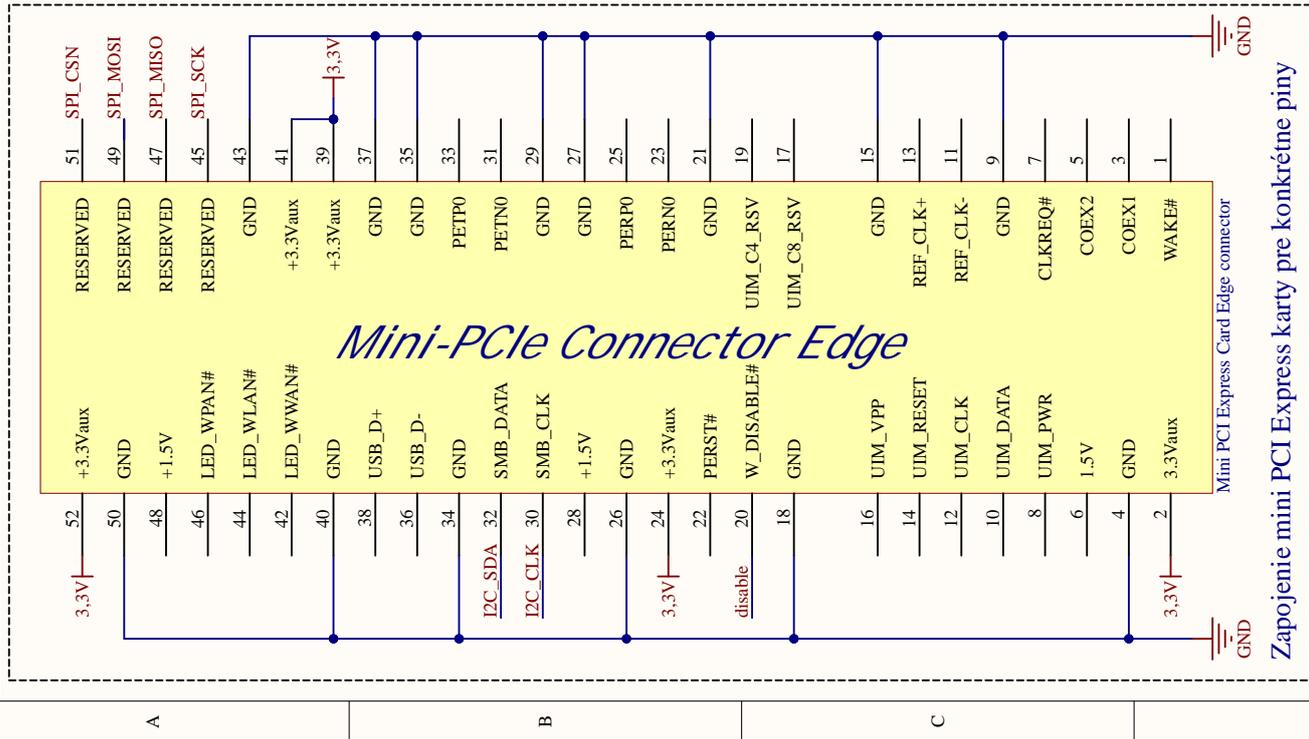 SPI_CSN
SPI_MOSI
SPI_MISO
SPI_SCK
3,3V
GND
51
49
47
45
43
41
39
37
35
33
31
29
27
25
23
21
19
17
15
13
11
9
7
5
3
1
RESERVED
RESERVED
RESERVED
RESERVED
GND
+3.3Vaux
+3.3Vaux
GND
GND
PETP0
PETN0
GND
GND
PERP0
PERN0
GND
UIM_C4_RSV
UIM_C8_RSV
GND
REF_CLK+
REF_CLK-
GND
CLKREQ#
COEX2
COEX1
WAKE#
Mini-PCIe Connector Edge
+3.3Vaux
GND
+1.5V
LED_WPAN#
LED_WLAN#
LED_WWAN#
GND
USB_D+
USB_D-
GND
SMB_DATA
SMB_CLK
+1.5V
GND
+3.3Vaux
PERST#
W_DISABLE#
GND
UIM_VPP
UIM_RESET
UIM_CLK
UIM_DATA
UIM_PWR
1.5V
GND
3.3Vaux
52
50
48
46
44
42
40
38
36
34
32
30
28
26
24
22
20
18
16
14
12
10
8
6
4
2
3,3V
I2C_SDA
I2C_CLK
3,3V
disable
3,3V
GND
Mini PCI Express Card Edge connector
Zapojenie mini PCI Express karty pre konkrétne piny
A
B
C